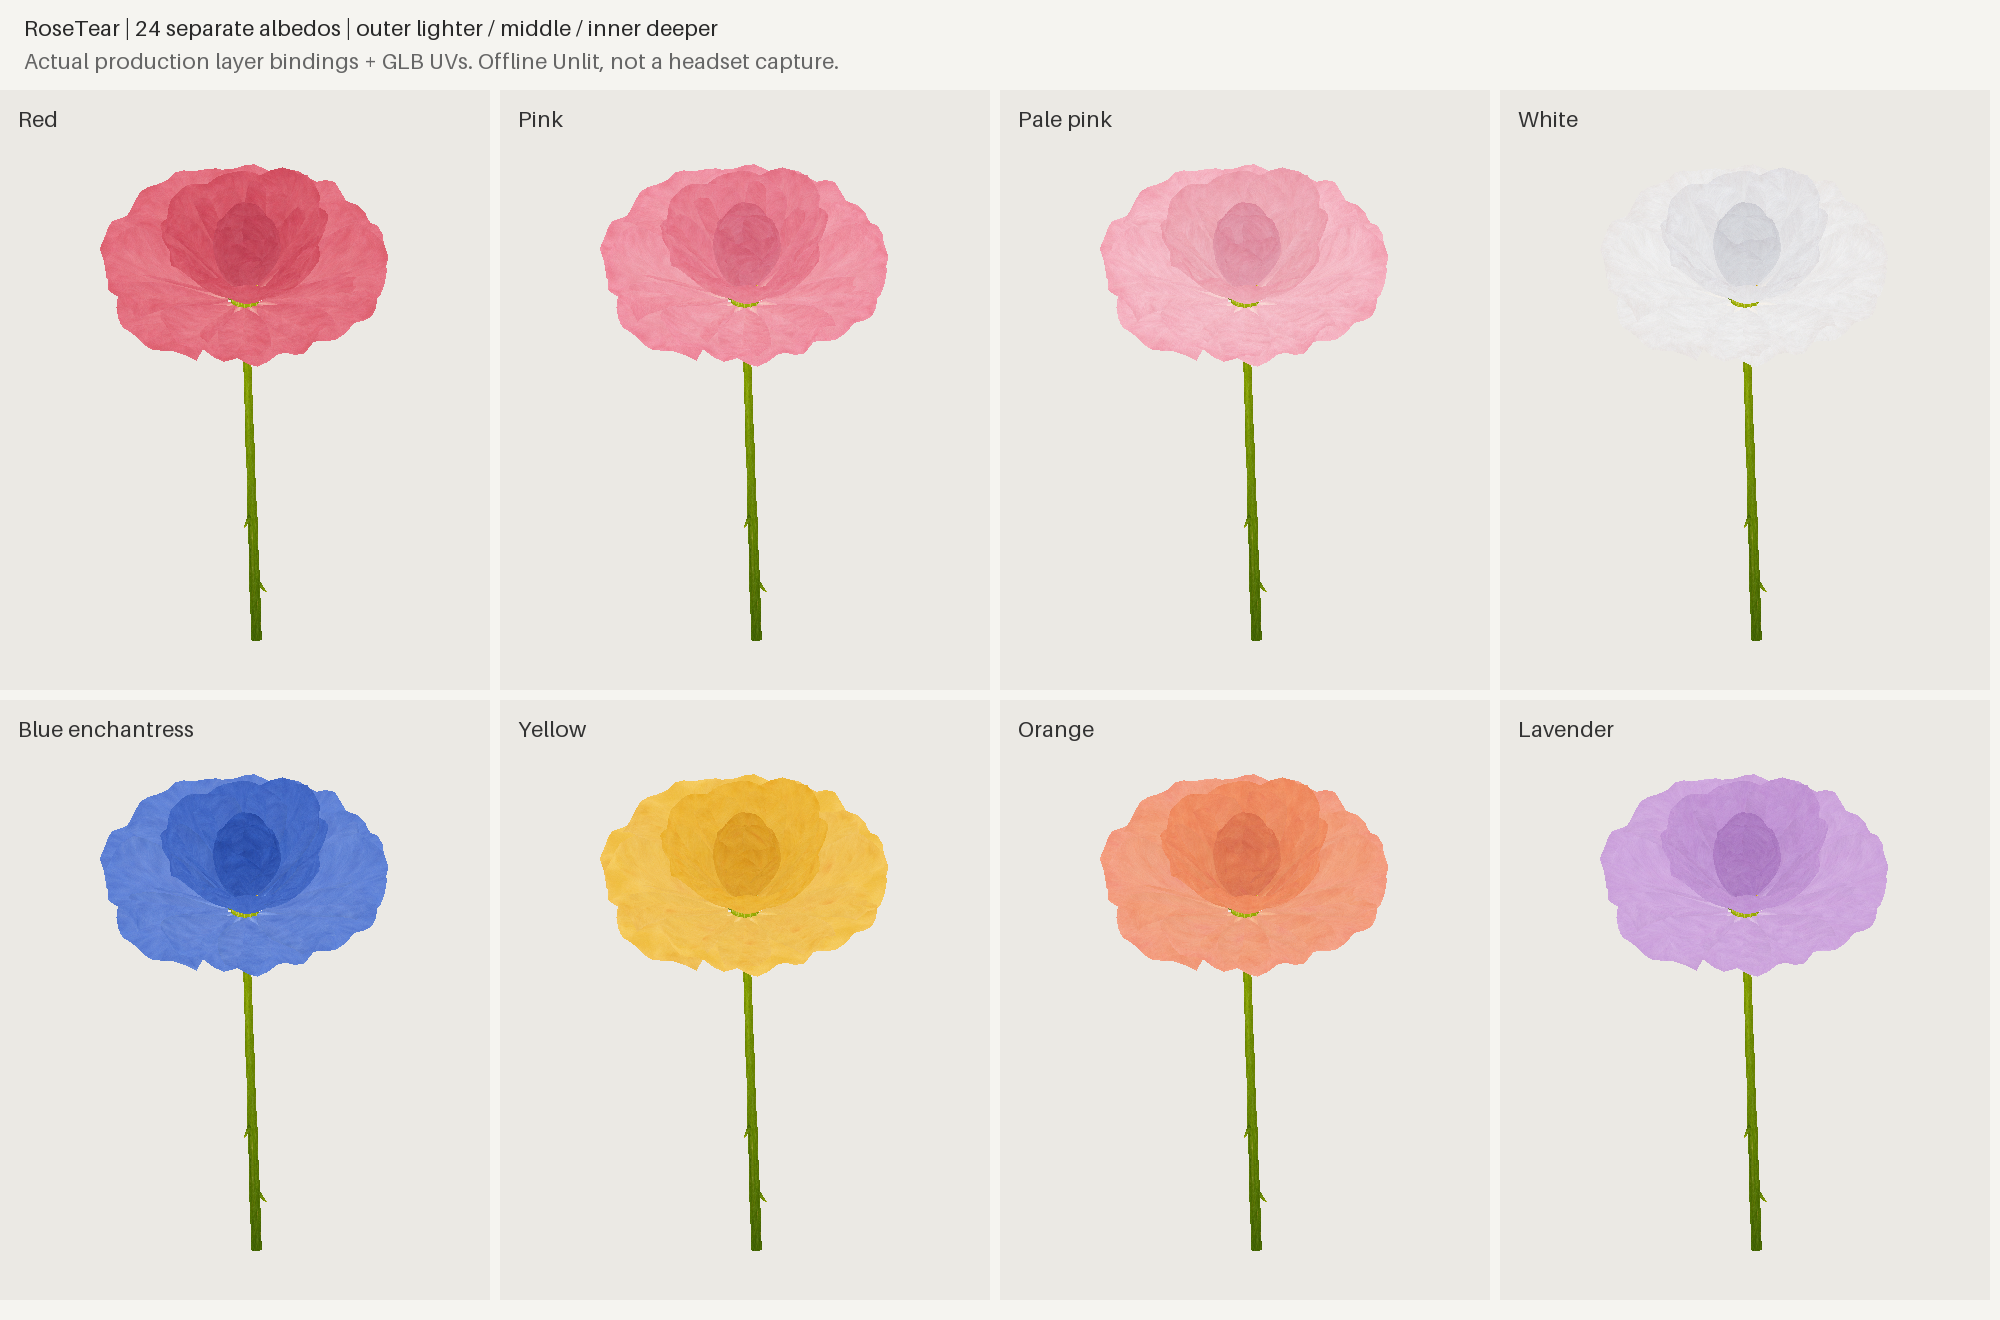 RoseTear | 24 separate albedos | outer lighter / middle / inner deeper
Actual production layer bindings + GLB UVs. Offline Unlit, not a headset capture.
Red
Pink
Pale pink
White
Blue enchantress
Yellow
Orange
Lavender